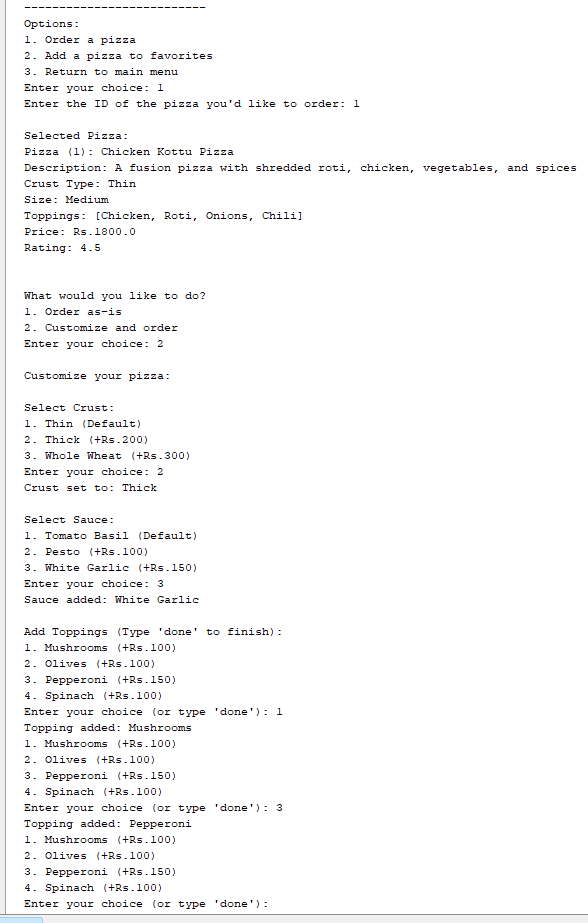 --------------------------
Options:
1. Order a pizza
2. Add a pizza to favorites
3. Return to main menu
Enter your choice: 1
Enter the ID of the pizza you'd like to order: 1
Selected Pizza:
Pizza (1): Chicken Kottu Pizza
Description: A fusion pizza with shredded roti, chicken, vegetables, and spices
Crust Type: Thin
Size: Medium
Toppings: [Chicken, Roti, Onions, Chili]
Price: Rs.1800.0
Rating: 4.5
What would you like to do?
1. Order as-is
2. Customize and order
Enter your choice: 2
Customize your pizza:
Select Crust:
1. Thin (Default)
2. Thick (+Rs.200)
3. Whole Wheat (+Rs.300)
Enter your choice: 2
Crust set to: Thick
Select Sauce:
1. Tomato Basil (Default)
2. Pesto (+Rs.100)
3. White Garlic (+Rs.150)
Enter your choice: 3
Sauce added: White Garlic
Add Toppings (Type 'done' to finish):
1. Mushrooms (+Rs.100)
2. Olives (+Rs.100)
3. Pepperoni (+Rs.150)
4. Spinach (+Rs.100)
Enter your choice (or type 'done'): 1
Topping added: Mushrooms
1. Mushrooms (+Rs.100)
2. Olives (+Rs.100)
3. Pepperoni (+Rs.150)
4. Spinach (+Rs.100)
Enter your choice (or type 'done'): 3
Topping added: Pepperoni
1. Mushrooms (+Rs.100)
2. Olives (+Rs.100)
3. Pepperoni (+Rs.150)
4. Spinach (+Rs.100)
Enter your choice (or type 'done'):